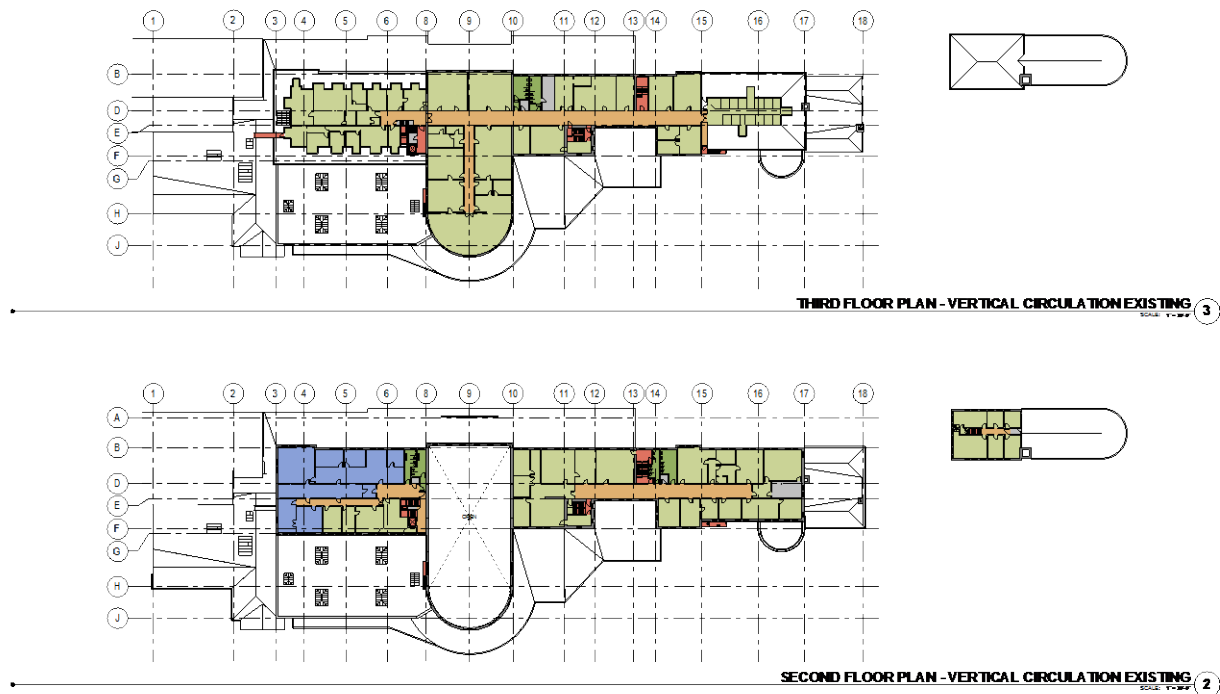 1 2 3 4 5 6 8 9 10 11 12 13 14 15 16 17 18
B
D
E
F
G
H
J
THIRD FLOOR PLAN - VERTICAL CIRCULATION EXISTING 3
SCALE:
1 2 3 4 5 6 8 9 10 11 12 13 14 15 16 17 18
A
B
D
E
F
G
H
J
SECOND FLOOR PLAN - VERTICAL CIRCULATION EXISTING 2
SCALE: